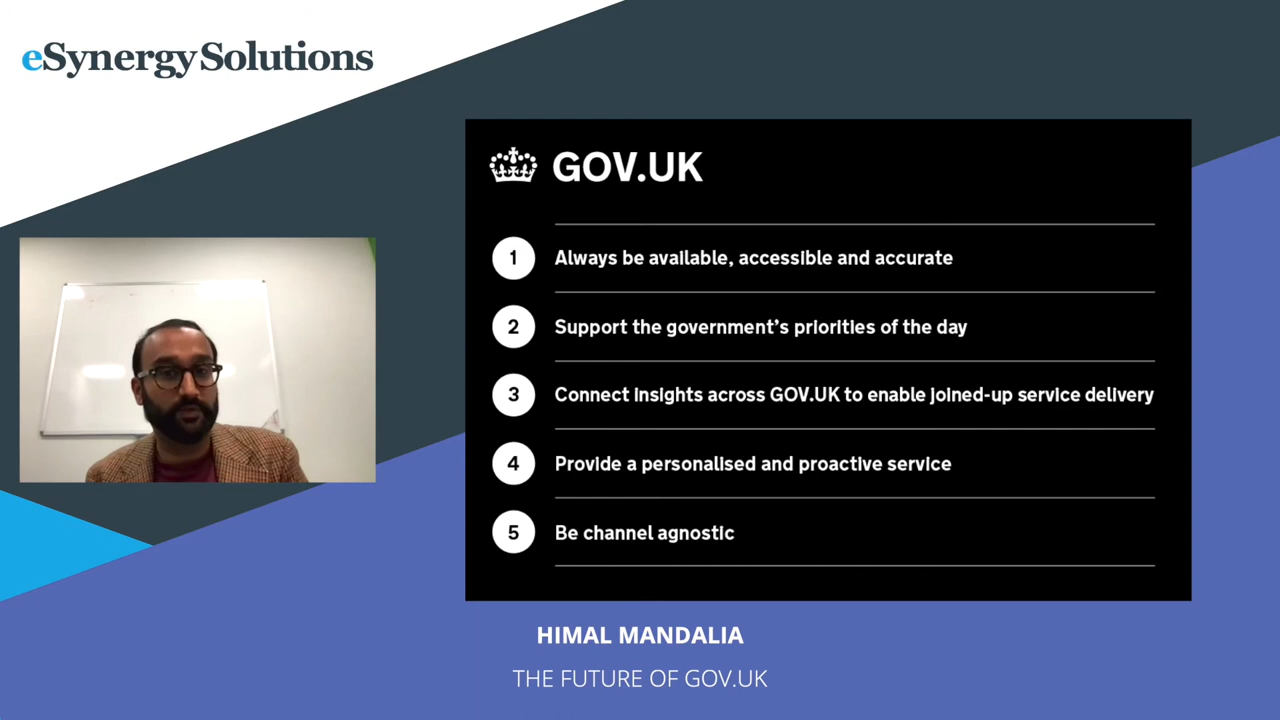 eSynergy Solutions
GOV.UK
1 Always be available, accessible and accurate
2 Support the government’s priorities of the day
3 Connect insights across GOV.UK to enable joined-up service delivery
4 Provide a personalised and proactive service
5 Be channel agnostic
HIMAL MANDALIA
THE FUTURE OF GOV.UK